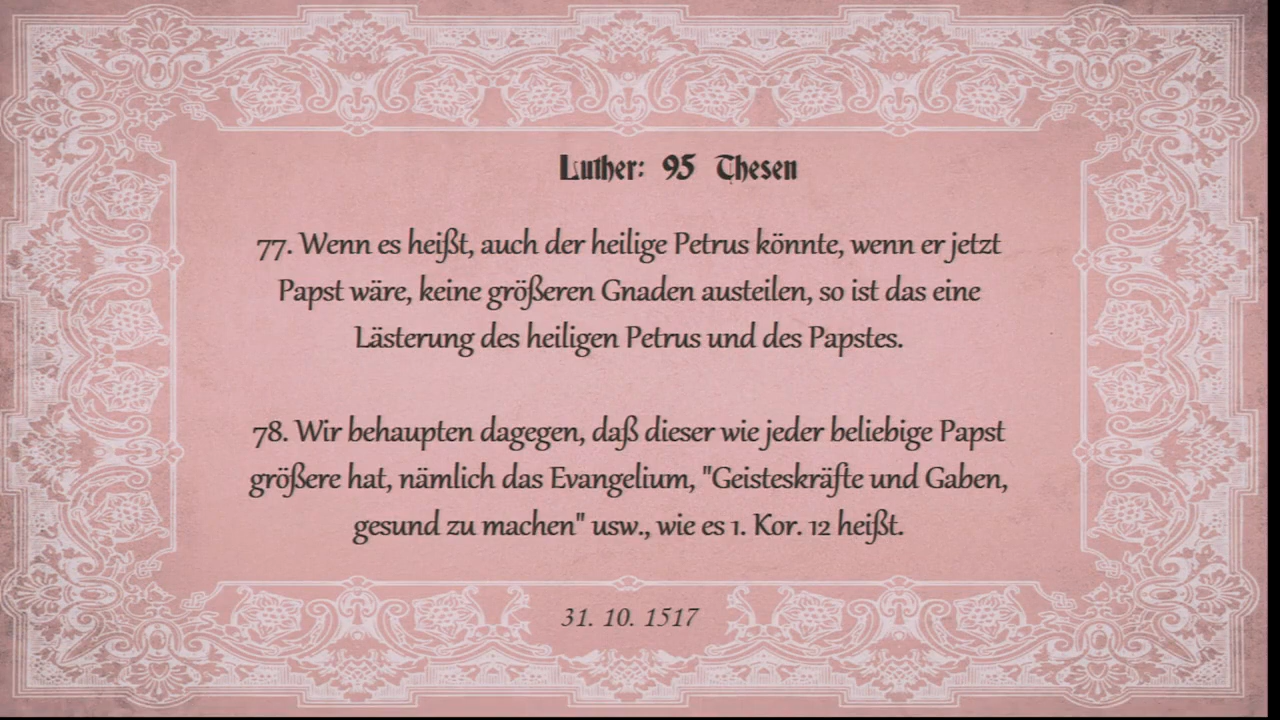 Luther: 95 Thesen
77. Wenn es heißt, auch der heilige Petrus könnte, wenn er jetzt
Papst wäre, keine größeren Gnaden austeilen, so ist das eine
Lästerung des heiligen Petrus und des Papstes.
78. Wir behaupten dagegen, daß dieser wie jeder beliebige Papst
größere hat, nämlich das Evangelium, "Geisteskräfte und Gaben,
gesund zu machen" usw., wie es 1. Kor. 12 heißt.
31. 10. 1517